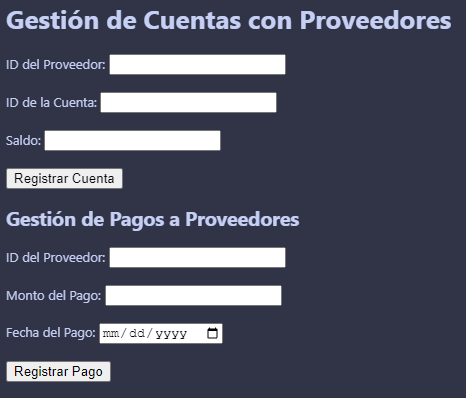 Gestión de Cuentas con Proveedores
ID del Proveedor:
ID de la Cuenta:
Saldo:
Registrar Cuenta
Gestión de Pagos a Proveedores
ID del Proveedor:
Monto del Pago:
Fecha del Pago: mm/dd/yyyy
Registrar Pago